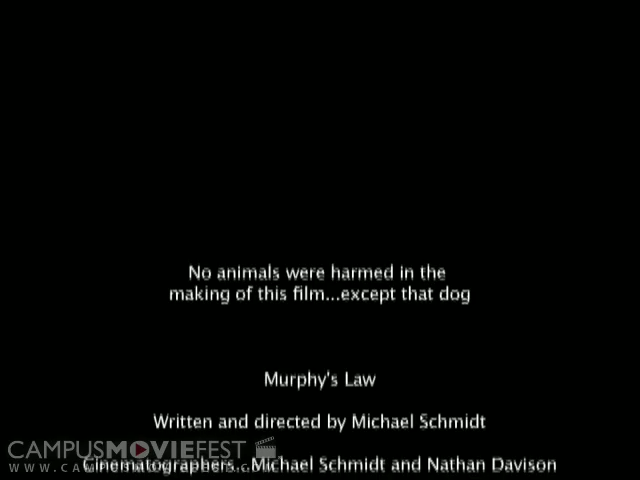 No animals were harmed in the
making of this film...except that dog
Murphy's Law
Written and directed by Michael Schmidt
CAMPUSMOVIEFEST
Cinematographers...Michael Schmidt and Nathan Davison